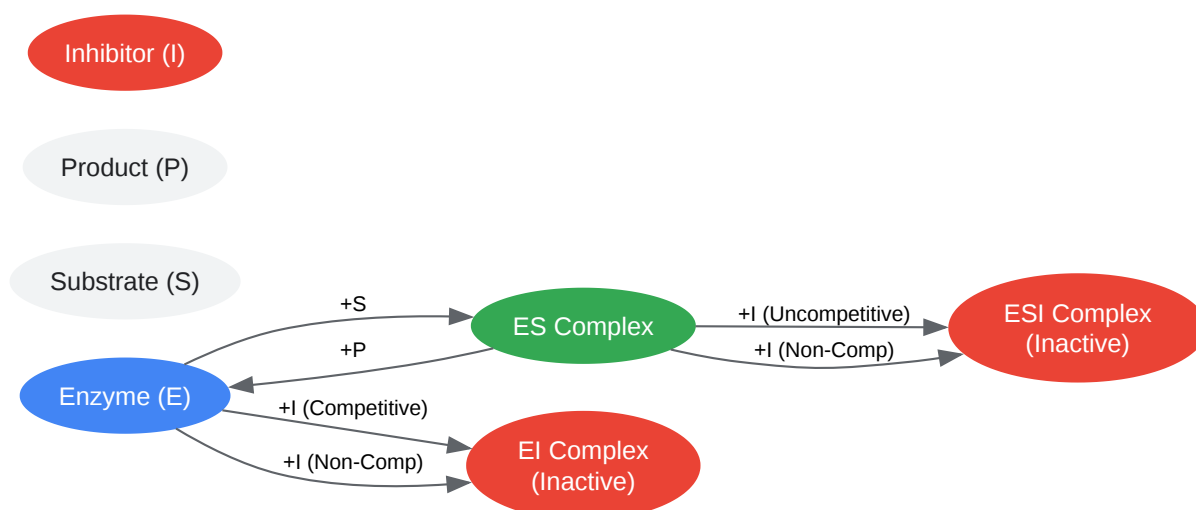 Inhibitor (I)
Product (P)
Substrate (S)
+S
ES Complex
+I (Uncompetitive)
ESI Complex
(Inactive)
+P
+I (Non-Comp)
Enzyme (E)
+I (Competitive)
EI Complex
(Inactive)
+I (Non-Comp)